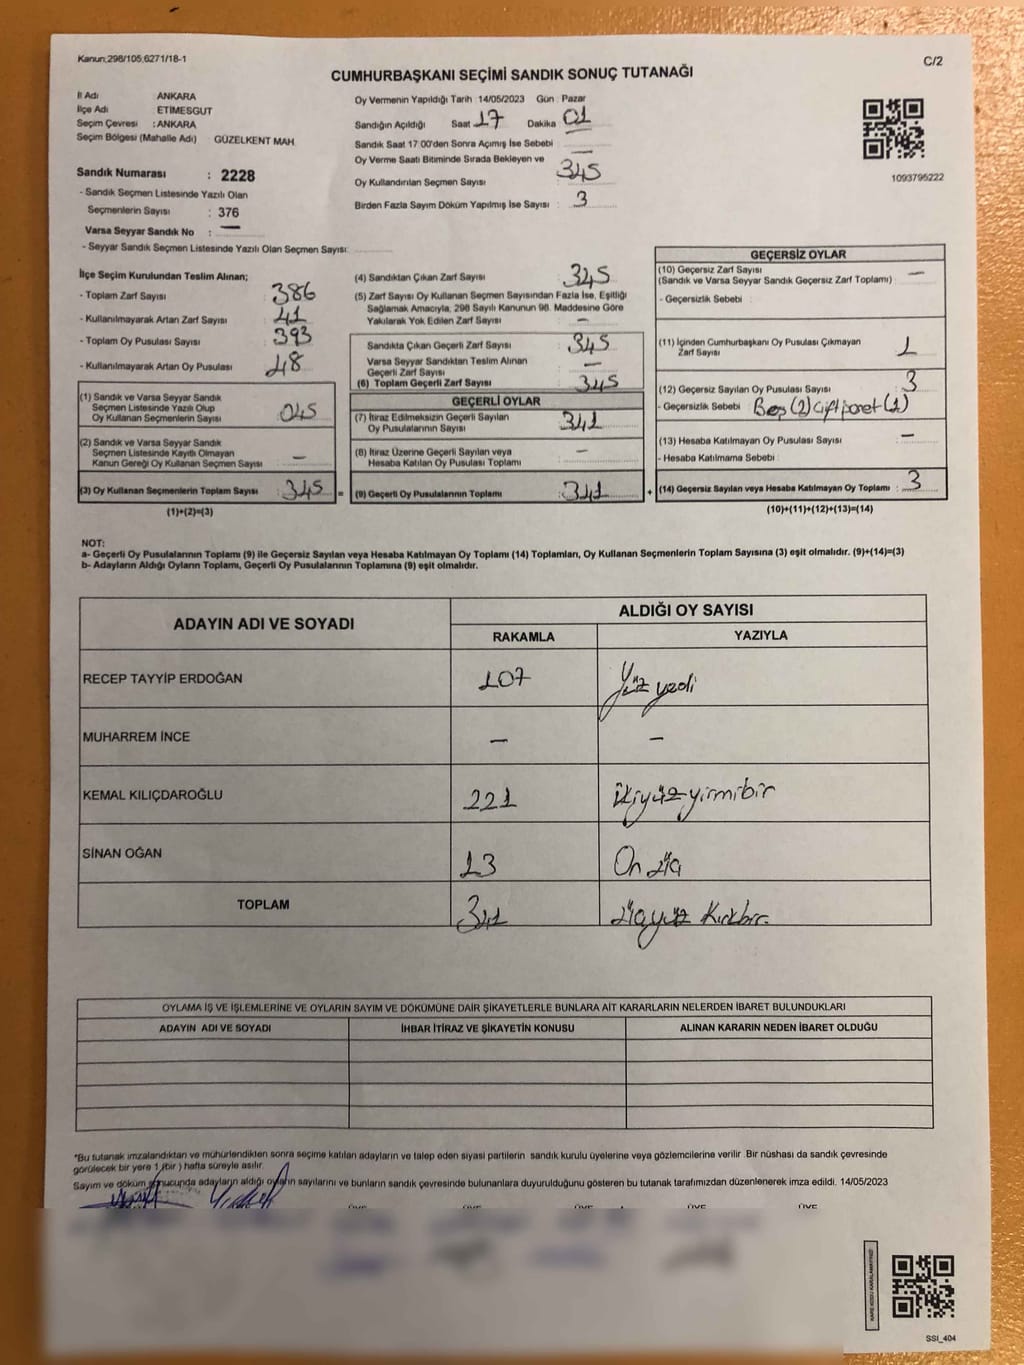 Kanun:298/105,6271/18-1
C/2
CUMHURBAŞKANI SEÇİMİ SANDIK SONUÇ TUTANAĞI
İl Adı ANKARA
İlçe Adı ETİMESGUT
Seçim Çevresi : ANKARA
Seçim Bölgesi (Mahalle Adı) GÜZELKENT MAH.
Sandık Numarası : 2228
- Sandık Seçmen Listesinde Yazılı Olan
Seçmenlerin Sayısı : 376
Varsa Seyyar Sandık No : —
- Seyyar Sandık Seçmen Listesinde Yazılı Olan Seçmen Sayısı:
Oy Vermenin Yapıldığı Tarih 14/05/2023 Gün : Pazar
Sandığın Açıldığı Saat 17 Dakika 01
Sandık Saat 17:00'den Sonra Açımış İse Sebebi : —
Oy Verme Saati Bitiminde Sırada Bekleyen ve
Oy Kullandırılan Seçmen Sayısı : 345
Birden Fazla Sayım Döküm Yapılmış İse Sayısı : 3
1093795222
İlçe Seçim Kurulundan Teslim Alınan;
- Toplam Zarf Sayısı : 386
- Kullanılmayarak Artan Zarf Sayısı : 41
- Toplam Oy Pusulası Sayısı : 393
- Kullanılmayarak Artan Oy Pusulası : 48
(1) Sandık ve Varsa Seyyar Sandık
Seçmen Listesinde Yazılı Olup
Oy Kullanan Seçmenlerin Sayısı : 045
(2) Sandık ve Varsa Seyyar Sandık
Seçmen Listesinde Kayıtlı Olmayan
Kanun Gereği Oy Kullanan Seçmen Sayısı : —
(3) Oy Kullanan Seçmenlerin Toplam Sayısı : 345
(1)+(2)=(3)
=
(4) Sandıktan Çıkan Zarf Sayısı : 345
(5) Zarf Sayısı Oy Kullanan Seçmen Sayısından Fazla İse, Eşitliği
Sağlamak Amacıyla, 298 Sayılı Kanunun 98. Maddesine Göre
Yakılarak Yok Edilen Zarf Sayısı : —
Sandıkta Çıkan Geçerli Zarf Sayısı : 345
Varsa Seyyar Sandıktan Teslim Alınan
Geçerli Zarf Sayısı : —
(6) Toplam Geçerli Zarf Sayısı : 345
GEÇERLİ OYLAR
(7) İtiraz Edilmeksizin Geçerli Sayılan
Oy Pusulalarının Sayısı : 341
(8) İtiraz Üzerine Geçerli Sayılan veya
Hesaba Katılan Oy Pusulası Toplamı : —
(9) Geçerli Oy Pusulalarının Toplamı : 341
+
GEÇERSİZ OYLAR
(10) Geçersiz Zarf Sayısı
(Sandık ve Varsa Seyyar Sandık Geçersiz Zarf Toplamı) : —
- Geçersizlik Sebebi :
(11) İçinden Cumhurbaşkanı Oy Pusulası Çıkmayan
Zarf Sayısı : 1
(12) Geçersiz Sayılan Oy Pusulası Sayısı : 3
- Geçersizlik Sebebi : Boş (2) Çift paret (1)
(13) Hesaba Katılmayan Oy Pusulası Sayısı : —
- Hesaba Katılmama Sebebi :
(14) Geçersiz Sayılan veya Hesaba Katılmayan Oy Toplamı : 3
(10)+(11)+(12)+(13)=(14)
NOT:
a- Geçerli Oy Pusulalarının Toplamı (9) ile Geçersiz Sayılan veya Hesaba Katılmayan Oy Toplamı (14) Toplamları, Oy Kullanan Seçmenlerin Toplam Sayısına (3) eşit olmalıdır. (9)+(14)=(3)
b- Adayların Aldığı Oyların Toplamı, Geçerli Oy Pusulalarının Toplamına (9) eşit olmalıdır.
ADAYIN ADI VE SOYADI
ALDIĞI OY SAYISI
RAKAMLA YAZIYLA
RECEP TAYYİP ERDOĞAN 107 Yüz yedi
MUHARREM İNCE — —
KEMAL KILIÇDAROĞLU 221 İkiyüz yirmibir
SİNAN OĞAN 13 On üç
TOPLAM 341 üçyüz Kırkbir
OYLAMA İŞ VE İŞLEMLERİNE VE OYLARIN SAYIM VE DÖKÜMÜNE DAİR ŞİKAYETLERLE BUNLARA AİT KARARLARIN NELERDEN İBARET BULUNDUKLARI
ADAYIN ADI VE SOYADI İHBAR İTİRAZ VE ŞİKAYETİN KONUSU ALINAN KARARIN NEDEN İBARET OLDUĞU
*Bu tutanak imzalandıktan ve mühürlendikten sonra seçime katılan adayların ve talep eden siyasi partilerin sandık kurulu üyelerine veya gözlemcilerine verilir. Bir nüshası da sandık çevresinde
görülecek bir yere 1 (bir ) hafta süreyle asılır.
Sayım ve döküm sonucunda adayların aldığı oyların sayılarını ve bunların sandık çevresinde bulunanlara duyurulduğunu gösteren bu tutanak tarafımızdan düzenlenerek imza edildi. 14/05/2023
ÜYE ÜYE ÜYE ÜYE ÜYE
KARE KODU KARALAMAYINIZ!
SSI_404